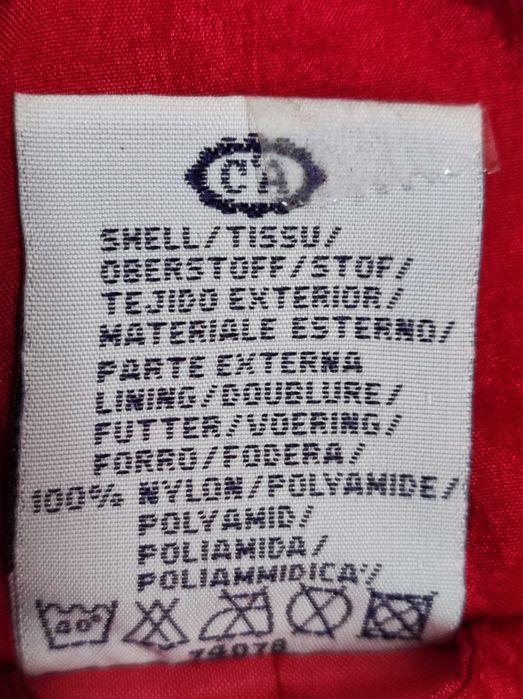 C&A
SHELL/TISSU/
OBERSTOFF/STOF/
TEJIDO EXTERIOR/
MATERIALE ESTERNO/
PARTE EXTERNA
LINING/DOUBLURE/
FUTTER/VOERING/
FORRO/FODERA/
100% NYLON/POLYAMIDE/
POLYAMID/
POLIAMIDA/
POLIAMMIDICA'/
40°
74078